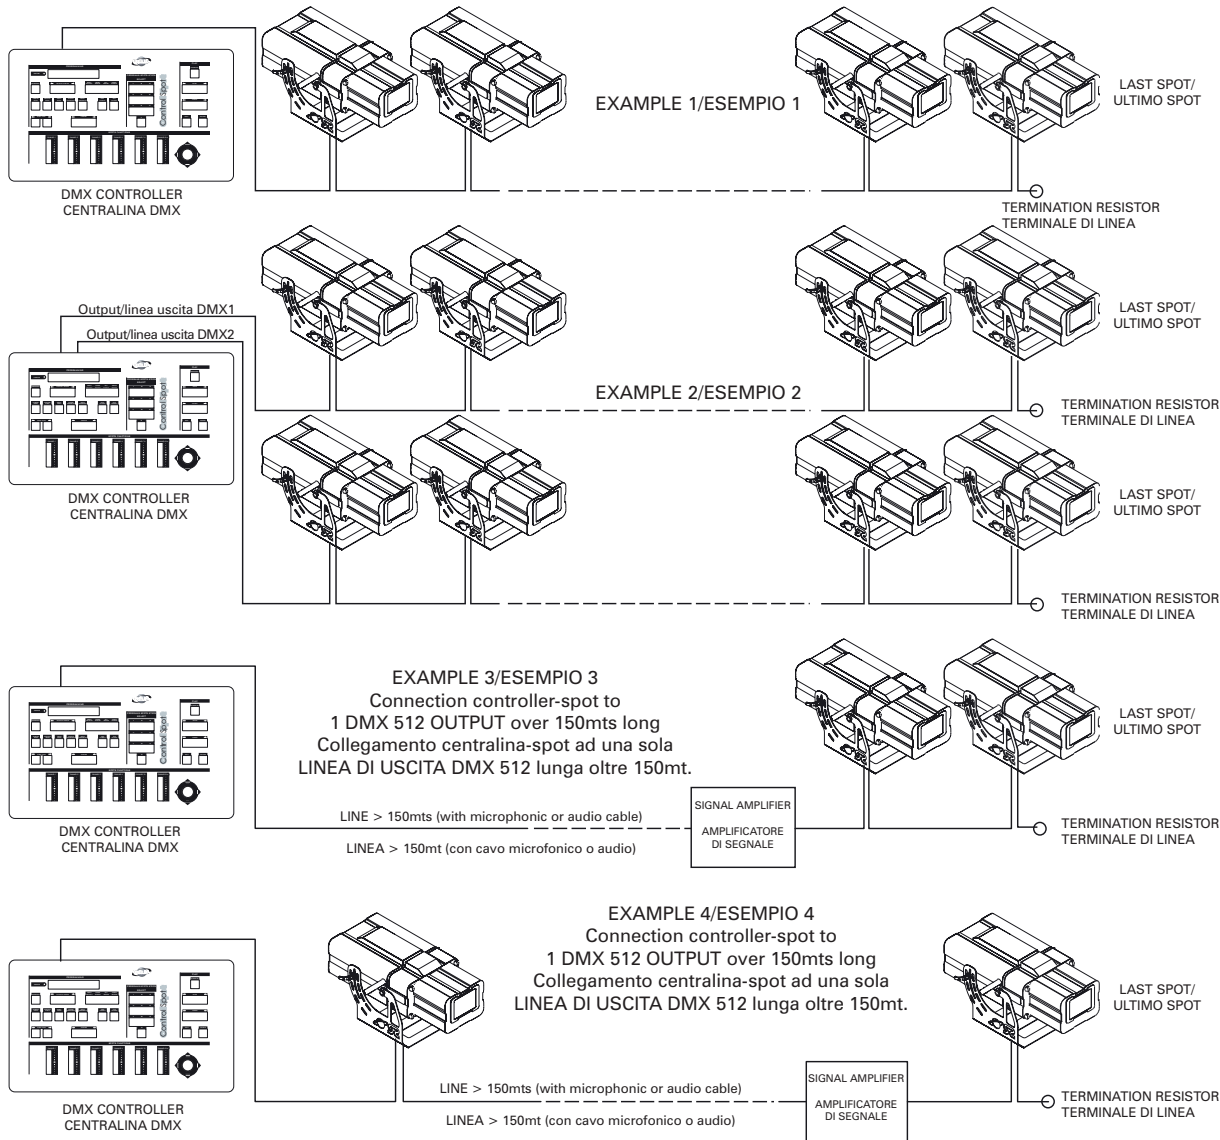 EXAMPLE 1/ESEMPIO 1
LAST SPOT/
ULTIMO SPOT
ControlSpot
DMX CONTROLLER
CENTRALINA DMX
TERMINATION RESISTOR
TERMINALE DI LINEA
Output/linea uscita DMX1
Output/linea uscita DMX2
LAST SPOT/
ULTIMO SPOT
ControlSpot
EXAMPLE 2/ESEMPIO 2
TERMINATION RESISTOR
TERMINALE DI LINEA
DMX CONTROLLER
CENTRALINA DMX
LAST SPOT/
ULTIMO SPOT
TERMINATION RESISTOR
TERMINALE DI LINEA
EXAMPLE 3/ESEMPIO 3
Connection controller-spot to
1 DMX 512 OUTPUT over 150mts long
Collegamento centralina-spot ad una sola
LINEA DI USCITA DMX 512 lunga oltre 150mt.
LAST SPOT/
ULTIMO SPOT
ControlSpot
DMX CONTROLLER
CENTRALINA DMX
LINE > 150mts (with microphonic or audio cable)
LINEA > 150mt (con cavo microfonico o audio)
SIGNAL AMPLIFIER
AMPLIFICATORE
DI SEGNALE
TERMINATION RESISTOR
TERMINALE DI LINEA
EXAMPLE 4/ESEMPIO 4
Connection controller-spot to
1 DMX 512 OUTPUT over 150mts long
Collegamento centralina-spot ad una sola
LINEA DI USCITA DMX 512 lunga oltre 150mt.
LAST SPOT/
ULTIMO SPOT
ControlSpot
DMX CONTROLLER
CENTRALINA DMX
LINE > 150mts (with microphonic or audio cable)
LINEA > 150mt (con cavo microfonico o audio)
SIGNAL AMPLIFIER
AMPLIFICATORE
DI SEGNALE
TERMINATION RESISTOR
TERMINALE DI LINEA